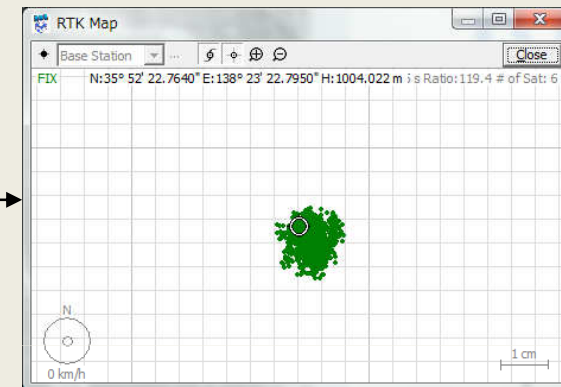 RTK Map
Base Station ... Close
FIX N:35° 52' 22.7640" E:138° 23' 22.7950" H:1004.022 m s Ratio: 119.4 # of Sat: 6
N
0 km/h
1 cm